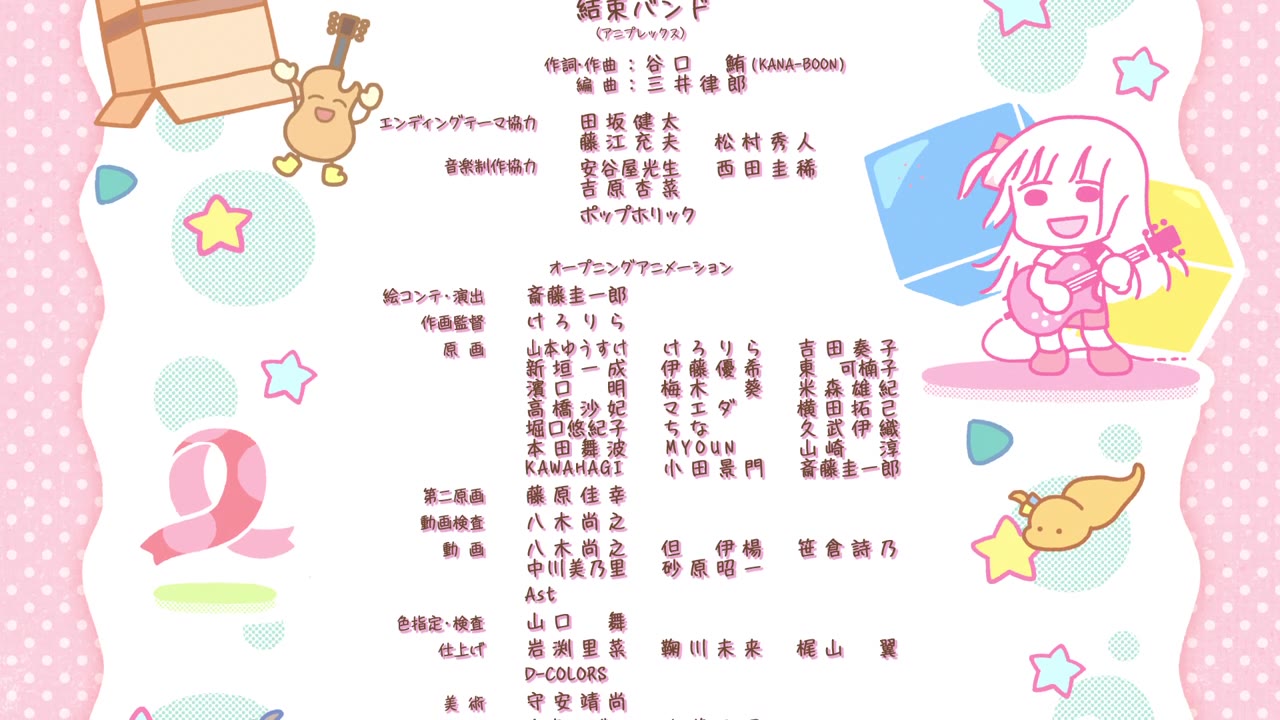 結束バンド
(アニプレックス)
作詞・作曲 : 谷口 鮪 (KANA-BOON)
編曲 : 三井律郎
エンディングテーマ協力 田坂健太
藤江充夫 松村秀人
音楽制作協力 安谷屋光生 西田圭稀
吉原杏菜
ポップホリック
オープニングアニメーション
絵コンテ・演出 斎藤圭一郎
作画監督 けろりら
原画 山本ゆうすけ けろりら 吉田奏子
新垣一成 伊藤優希 東 可楠子
濱口 明 梅木 葵 米森雄紀
高橋沙妃 マエダ 横田拓己
堀口悠紀子 ちな 久武伊織
本田舞波 MYOUN 山崎 淳
KAWAHAGI 小田景門 斎藤圭一郎
第二原画 藤原佳幸
動画検査 八木尚之
動画 八木尚之 但 伊楊 笹倉詩乃
中川美乃里 砂原昭一
Ast
色指定・検査 山口 舞
仕上げ 岩渕里菜 鞠川未来 梶山 翼
D-COLORS
美術 守安靖尚